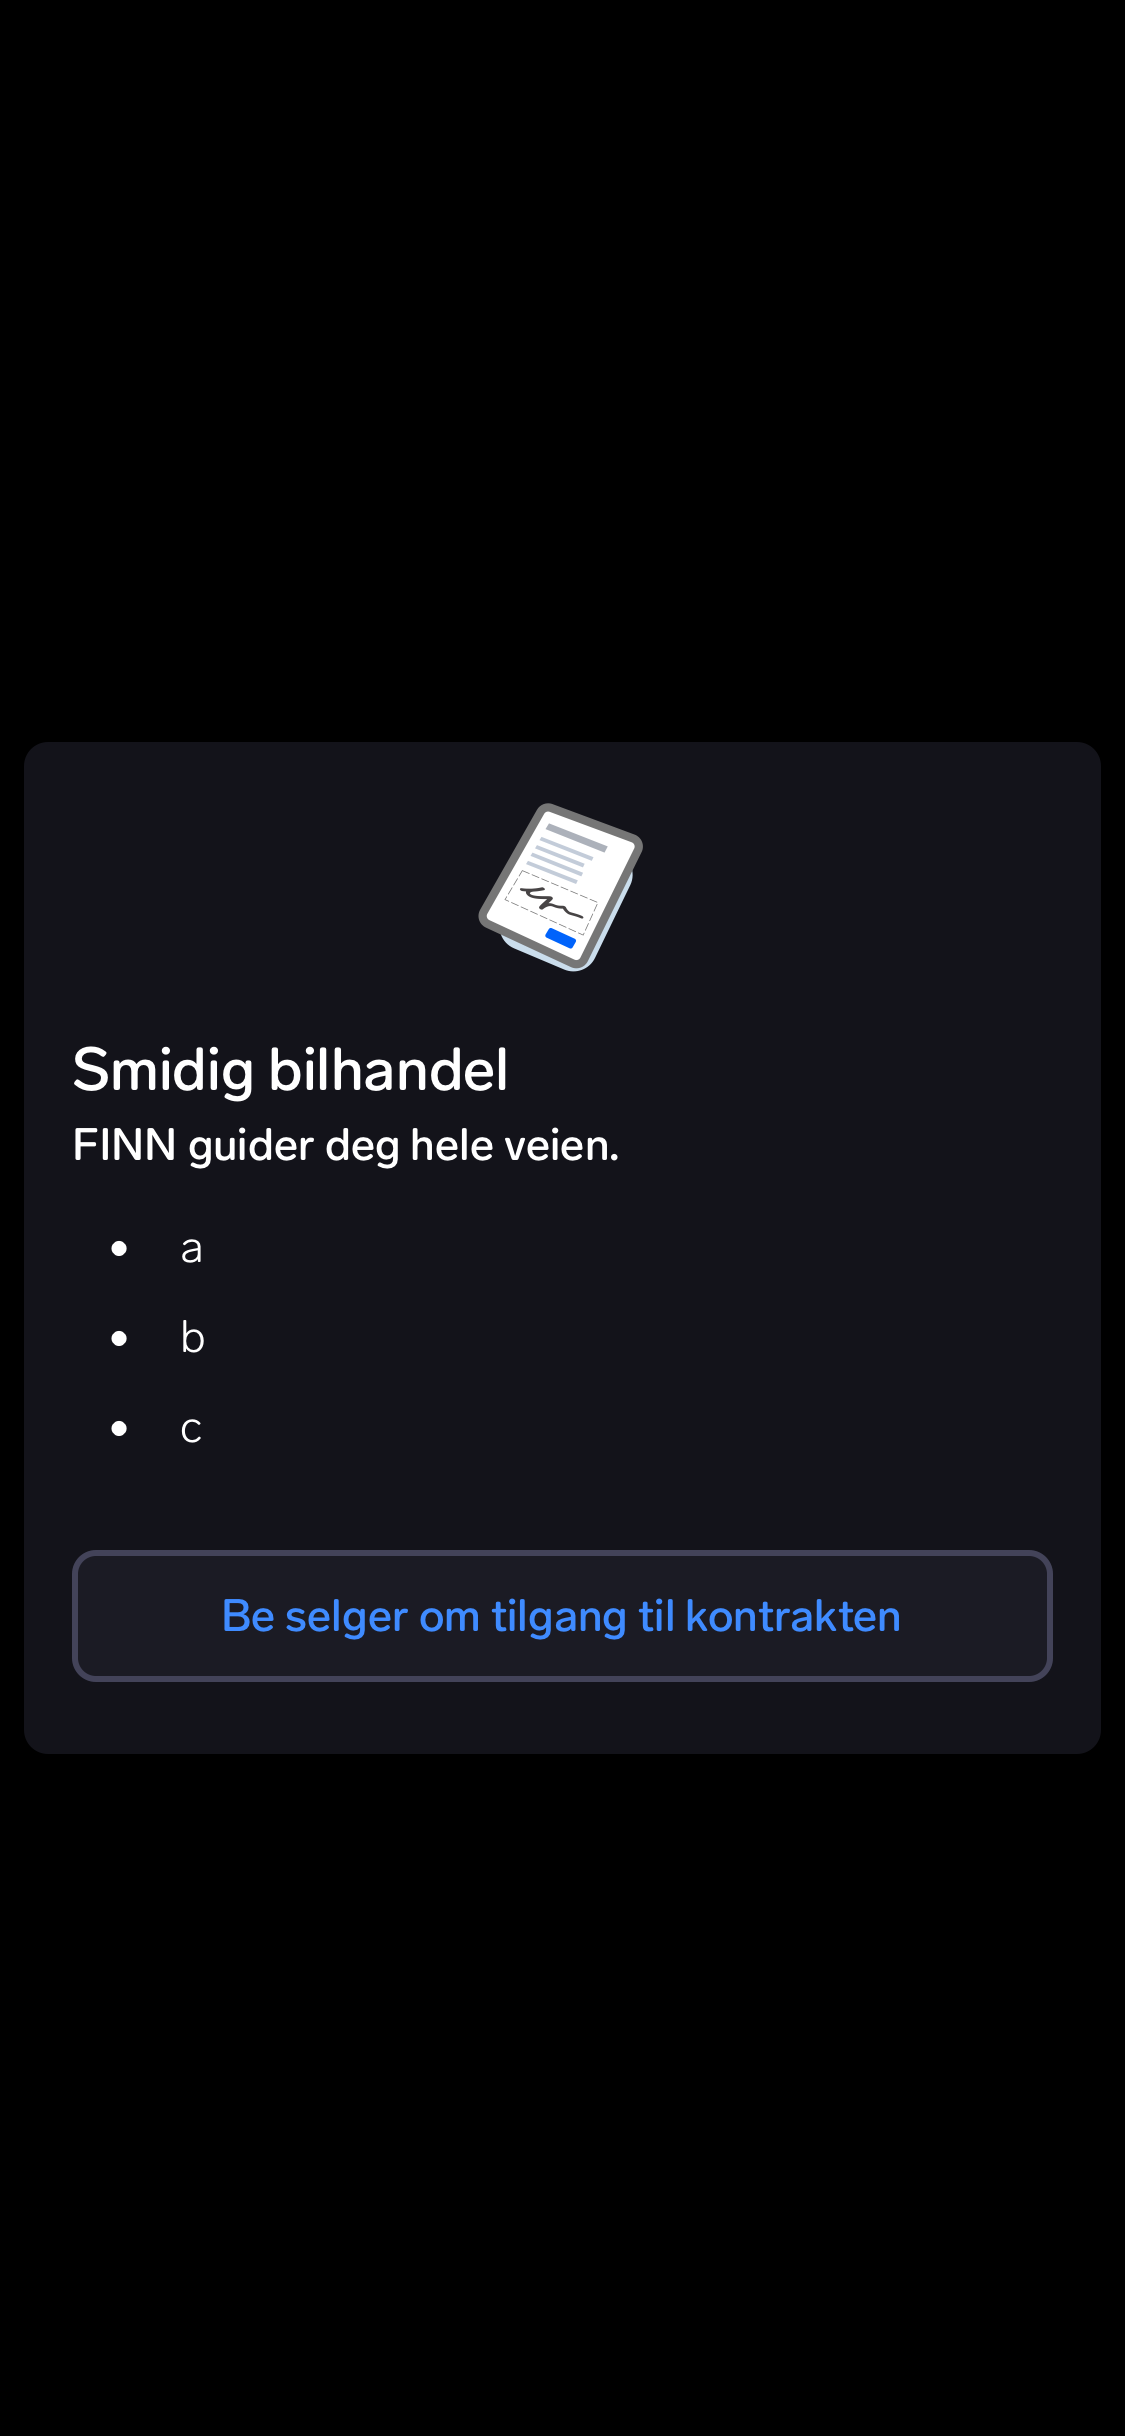 Smidig bilhandel
FINN guider deg hele veien.
• a
• b
• c
Be selger om tilgang til kontrakten